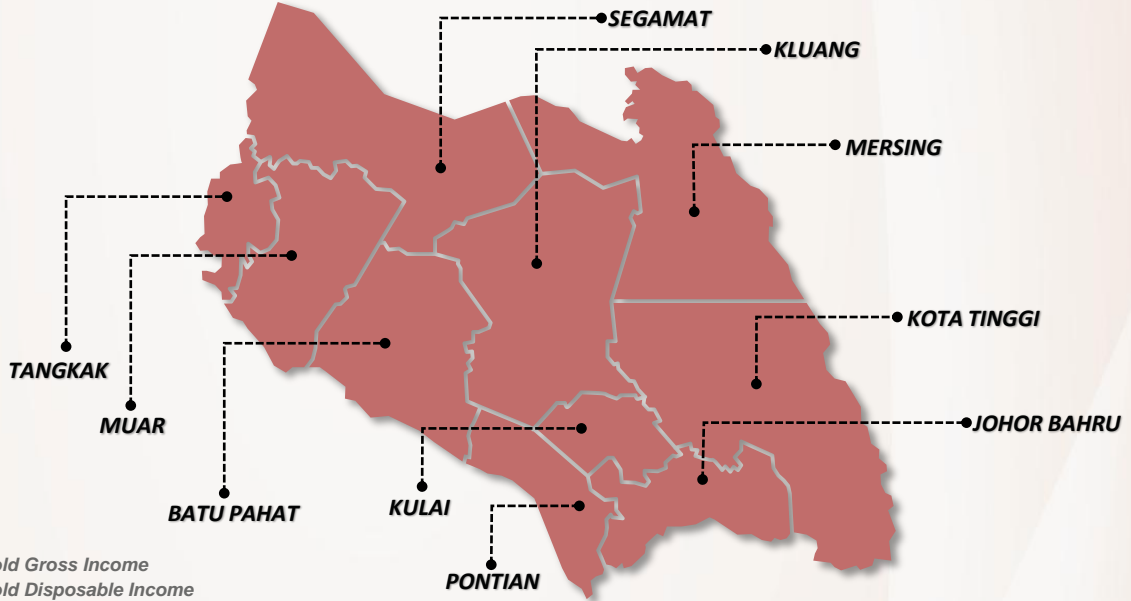 SEGAMAT
KLUANG
MERSING
KOTA TINGGI
TANGKAK
MUAR
JOHOR BAHRU
BATU PAHAT
KULAI
PONTIAN
old Gross Income
old Disposable Income